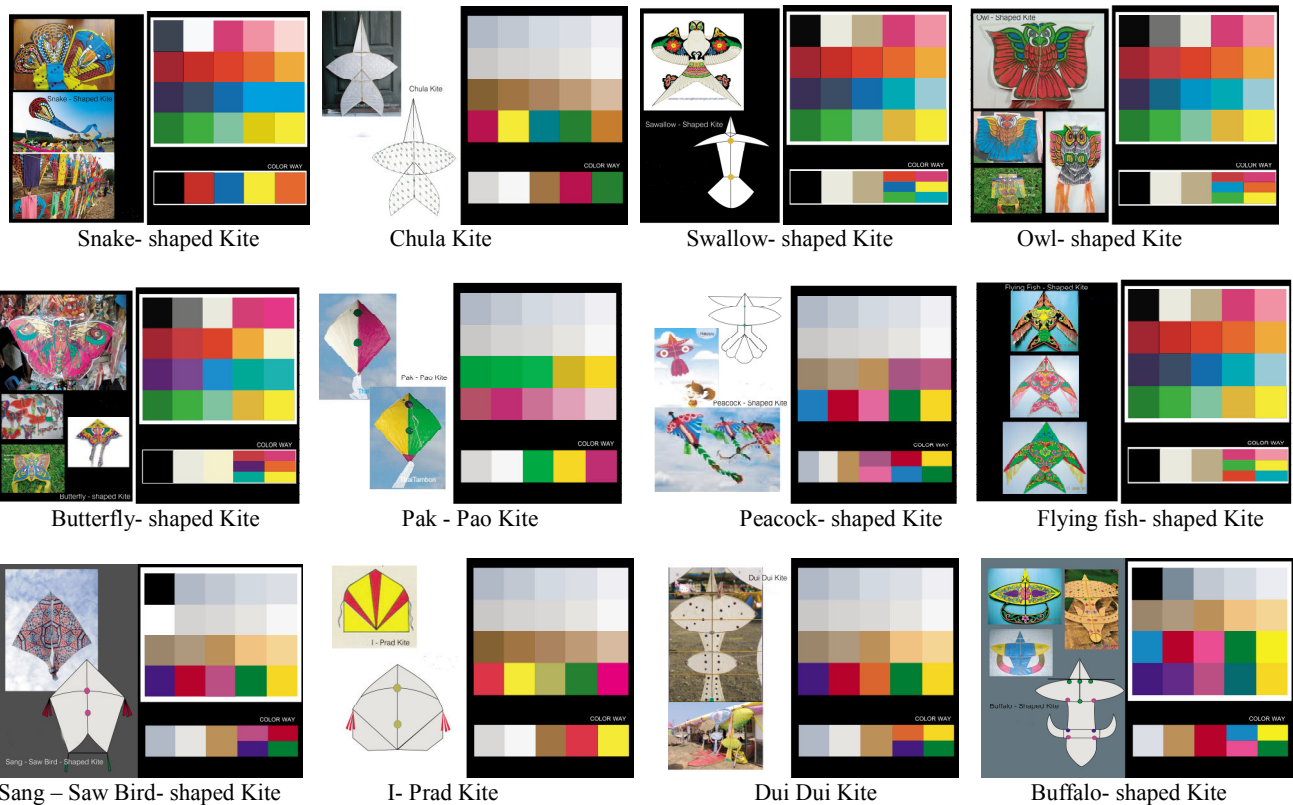 Snake - Shaped Kite
COLOR WAY
Snake- shaped Kite
Chula Kite
COLOR WAY
Chula Kite
Sawallow - Shaped Kite
COLOR WAY
Swallow- shaped Kite
Owl - Shaped Kite
COLOR WAY
Owl- shaped Kite
Butterfly - shaped Kite
COLOR WAY
Butterfly- shaped Kite
Pak - Pao Kite
ThaiTambon
COLOR WAY
Pak - Pao Kite
Peacock - Shaped Kite
COLOR WAY
Peacock- shaped Kite
Flying Fish - Shaped Kite
COLOR WAY
Flying fish- shaped Kite
Sang - Saw Bird - Shaped Kite
COLOR WAY
Sang – Saw Bird- shaped Kite
I - Prad Kite
COLOR WAY
I- Prad Kite
Dui Dui Kite
COLOR WAY
Dui Dui Kite
Buffalo - Shaped Kite
COLOR WAY
Buffalo- shaped Kite